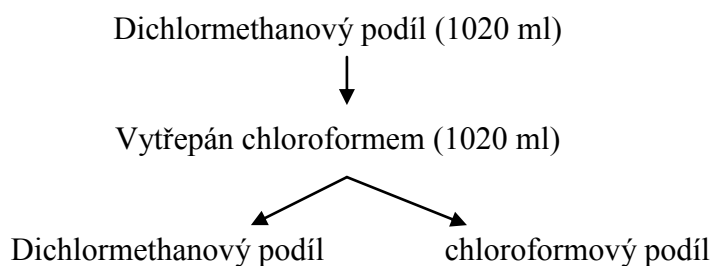 Dichlormethanový podíl (1020 ml)
Vytřepán chloroformem (1020 ml)
Dichlormethanový podíl chloroformový podíl